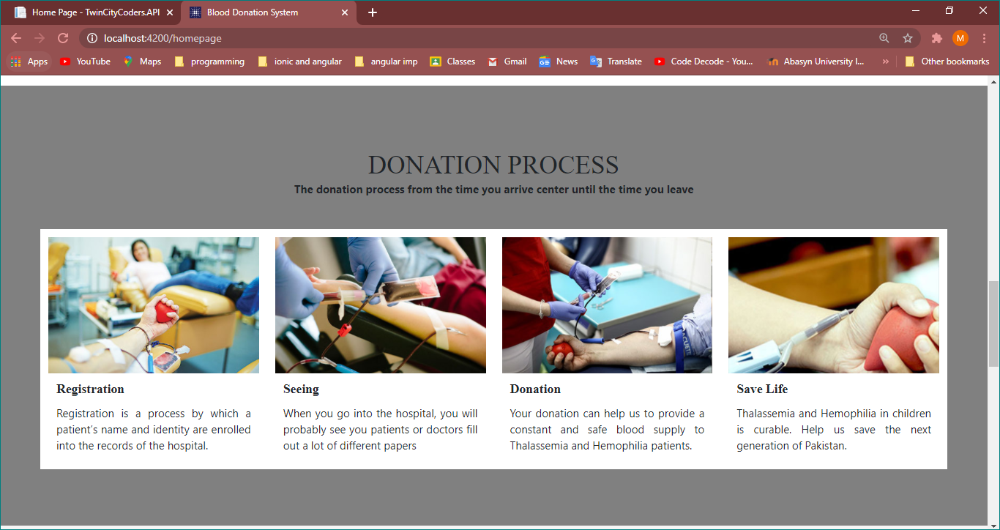 Home Page - TwinCityCoders.API
Blood Donation System
localhost:4200/homepage
M
Apps
YouTube
Maps
programming
ionic and angular
angular imp
Classes
Gmail
News
Translate
Code Decode - You...
Abasyn University I...
»
Other bookmarks
DONATION PROCESS
The donation process from the time you arrive center until the time you leave
Registration
Registration is a process by which a
patient’s name and identity are enrolled
into the records of the hospital.
Seeing
When you go into the hospital, you will
probably see you patients or doctors fill
out a lot of different papers
Donation
Your donation can help us to provide a
constant and safe blood supply to
Thalassemia and Hemophilia patients.
Save Life
Thalassemia and Hemophilia in children
is curable. Help us save the next
generation of Pakistan.